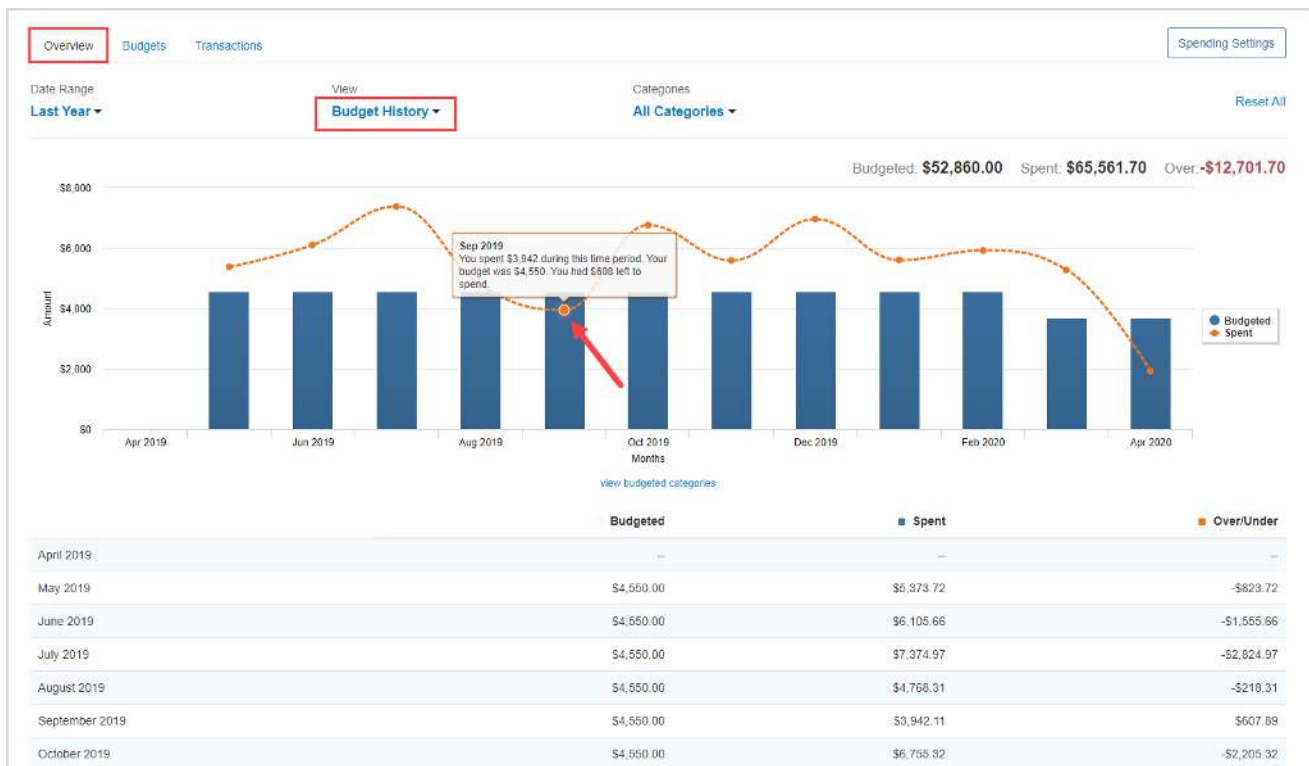 Overview Budgets Transactions Spending Settings
Date Range View Categories
Last Year Budget History All Categories Reset All
Budgeted: $52,860.00 Spent: $65,561.70 Over:-$12,701.70
$8,000
$6,000
$4,000
$2,000
$0
Amount
Sep 2019
You spent $3,942 during this time period. Your
budget was $4,550. You had $608 left to
spend.
Budgeted
Spent
Apr 2019 Jun 2019 Aug 2019 Oct 2019 Dec 2019 Feb 2020 Apr 2020
Months
view budgeted categories
Budgeted Spent Over/Under
April 2019 -- -- --
May 2019 $4,550.00 $5,373.72 -$823.72
June 2019 $4,550.00 $6,105.66 -$1,555.66
July 2019 $4,550.00 $7,374.97 -$2,824.97
August 2019 $4,550.00 $4,768.31 -$218.31
September 2019 $4,550.00 $3,942.11 $607.89
October 2019 $4,550.00 $6,755.32 -$2,205.32